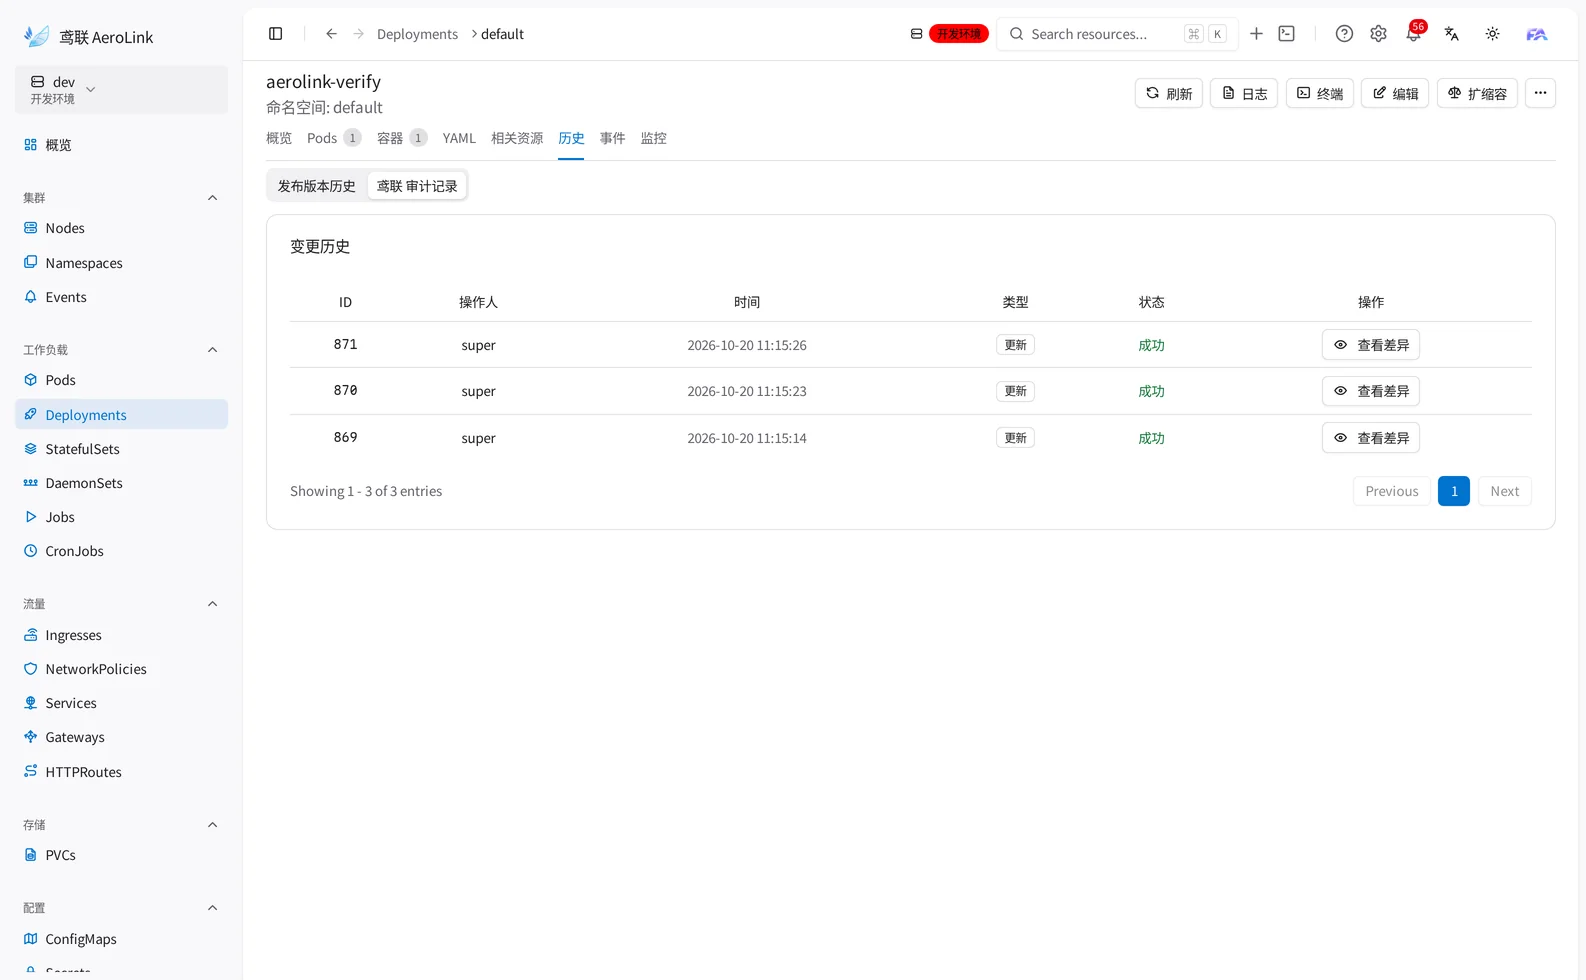 鸢联 AeroLink
dev
开发环境
概览
集群
Nodes
Namespaces
Events
工作负载
Pods
Deployments
StatefulSets
DaemonSets
Jobs
CronJobs
流量
Ingresses
NetworkPolicies
Services
Gateways
HTTPRoutes
存储
PVCs
配置
ConfigMaps
Secrets
Deployments > default
开发环境
Search resources... ⌘ K
56
aerolink-verify
命名空间: default
刷新 日志 终端 编辑 扩缩容
概览 Pods 1 容器 1 YAML 相关资源 历史 事件 监控
发布版本历史 鸢联 审计记录
变更历史
ID 操作人 时间 类型 状态 操作
871 super 2026-10-20 11:15:26 更新 成功 查看差异
870 super 2026-10-20 11:15:23 更新 成功 查看差异
869 super 2026-10-20 11:15:14 更新 成功 查看差异
Showing 1 - 3 of 3 entries
Previous 1 Next